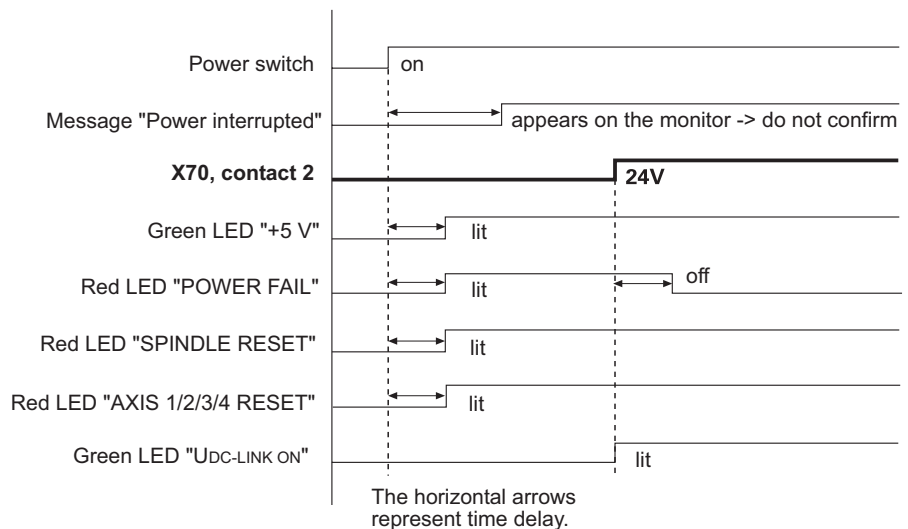 Power switch on
Message "Power interrupted" appears on the monitor -> do not confirm
X70, contact 2 24V
Green LED "+5 V" lit
Red LED "POWER FAIL" lit off
Red LED "SPINDLE RESET" lit
Red LED "AXIS 1/2/3/4 RESET" lit
Green LED "UDC-LINK ON" lit
The horizontal arrows
represent time delay.